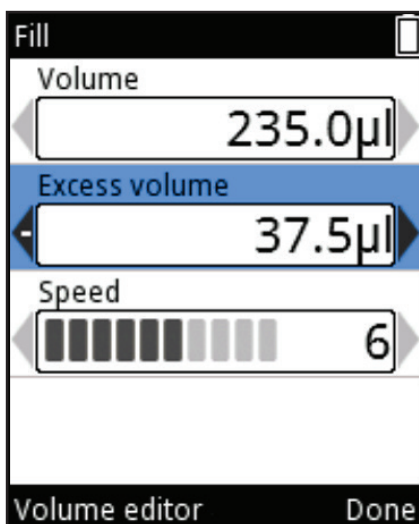 Fill
Volume
235.0µl
Excess volume
- 37.5µl
Speed
6
Volume editor Done